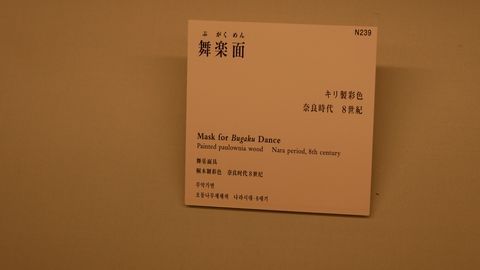 N239
ぶ がく めん
舞楽面
キリ製彩色
奈良時代 8世紀
Mask for Bugaku Dance
Painted paulownia wood Nara period, 8th century
舞乐面具
桐木制彩色 奈良时代8世纪
무악가면
오동나무제채색 나라시대·8세기